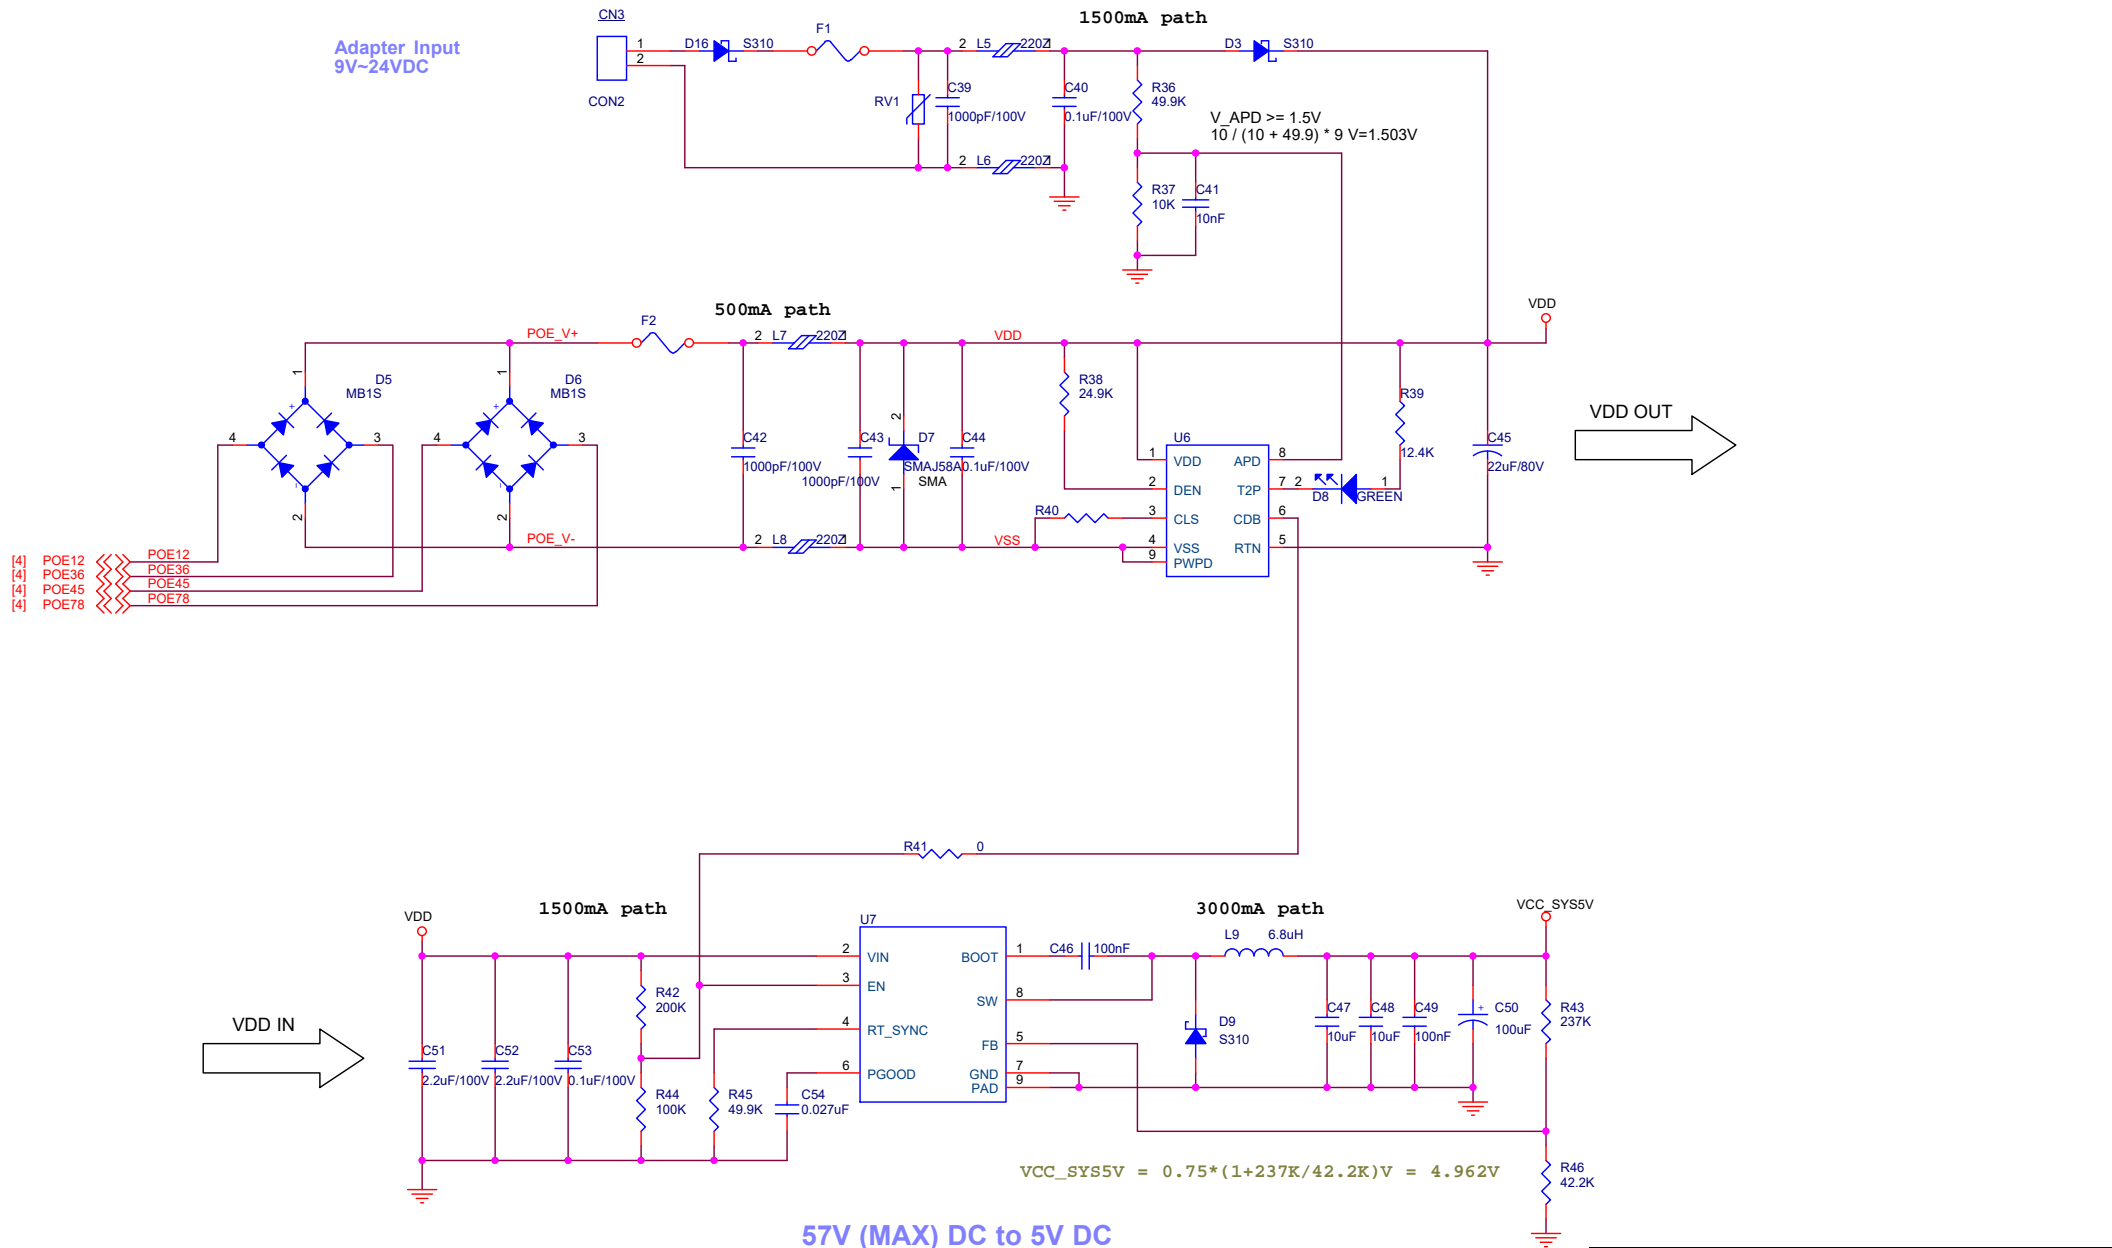 CN3
1500mA path
Adapter Input
9V~24VDC
1
2
D16
S310
F1
2
L5
220Z
1
D3
S310
CON2
RV1
C39
1000pF/100V
C40
0.1uF/100V
R36
49.9K
V_APD >= 1.5V
10 / (10 + 49.9) * 9 V=1.503V
2
L6
220Z
1
R37
10K
C41
10nF
500mA path
VDD
POE_V+
F2
2
L7
220Z
1
VDD
1
D5
MB1S
1
D6
MB1S
R38
24.9K
R39
12.4K
VDD OUT
+
4
3
-
2
+
4
3
-
2
C42
1000pF/100V
C43
1000pF/100V
2
D7
SMAJ58A
SMA
1
C44
0.1uF/100V
U6
1
VDD
2
DEN
3
CLS
4
VSS
9
PWPD
8
APD
7
T2P
6
CDB
5
RTN
2
D8
GREEN
1
C45
22uF/80V
R40
POE_V-
2
L8
220Z
1
VSS
[4] POE12
POE12
[4] POE36
POE36
[4] POE45
POE45
[4] POE78
POE78
R41
0
1500mA path
3000mA path
VDD
U7
VCC_SYS5V
2
VIN
3
EN
4
RT_SYNC
6
PGOOD
1
BOOT
8
SW
5
FB
7
GND
9
PAD
C46
100nF
L9
6.8uH
R42
200K
VDD IN
C51
2.2uF/100V
C52
2.2uF/100V
C53
0.1uF/100V
R44
100K
R45
49.9K
C54
0.027uF
D9
S310
C47
10uF
C48
10uF
C49
100nF
+
C50
100uF
R43
237K
R46
42.2K
VCC_SYS5V = 0.75*(1+237K/42.2K)V = 4.962V
57V (MAX) DC to 5V DC